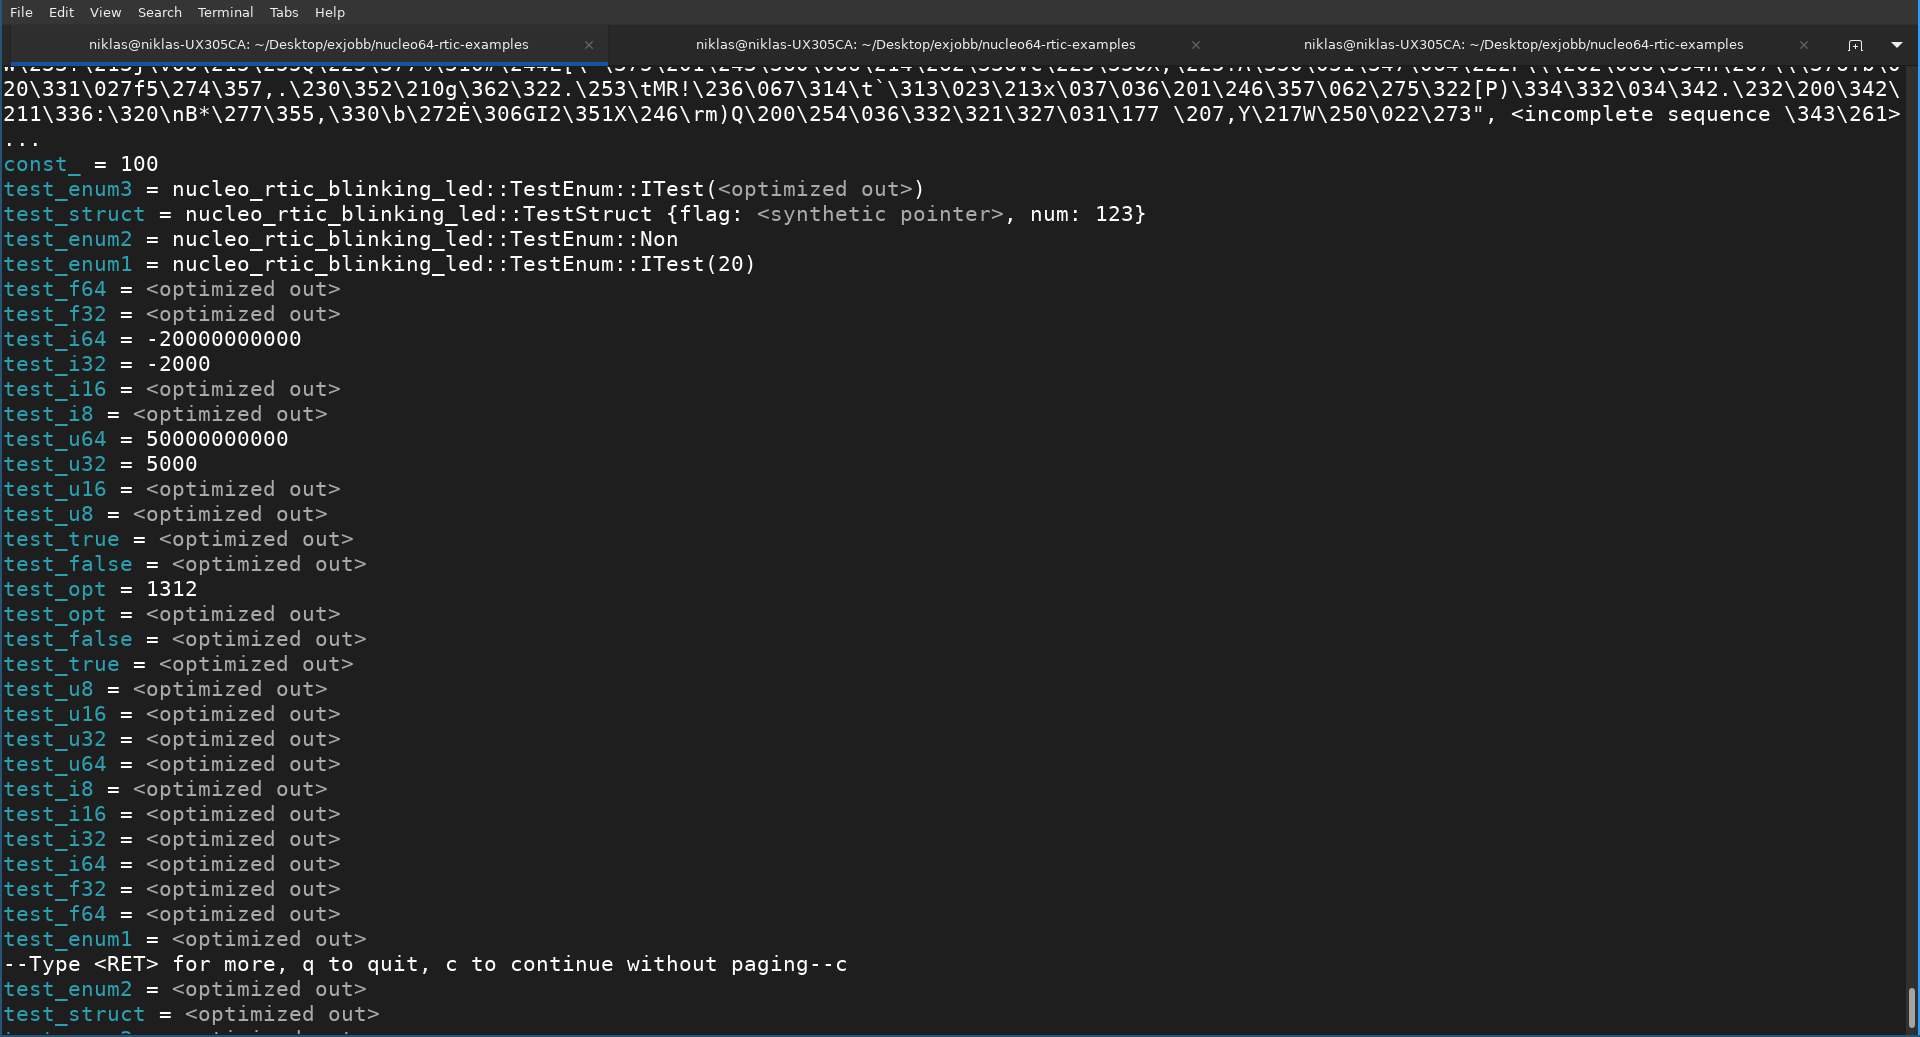 File Edit View Search Terminal Tabs Help
niklas@niklas-UX305CA: ~/Desktop/exjobb/nucleo64-rtic-examples × niklas@niklas-UX305CA: ~/Desktop/exjobb/nucleo64-rtic-examples × niklas@niklas-UX305CA: ~/Desktop/exjobb/nucleo64-rtic-examples ×
20\331\027f5\274\357,.\230\352\210g\362\322.\253\tMR!\236\067\314\t`\313\023\213x\037\036\201\246\357\062\275\322[P)\334\332\034\342.\232\200\342\
211\336:\320\nB*\277\355,\330\b\272Ė\306GI2\351X\246\rm)Q\200\254\036\332\321\327\031\177 \207,Y\217W\250\022\273", <incomplete sequence \343\261>
...
const_ = 100
test_enum3 = nucleo_rtic_blinking_led::TestEnum::ITest(<optimized out>)
test_struct = nucleo_rtic_blinking_led::TestStruct {flag: <synthetic pointer>, num: 123}
test_enum2 = nucleo_rtic_blinking_led::TestEnum::Non
test_enum1 = nucleo_rtic_blinking_led::TestEnum::ITest(20)
test_f64 = <optimized out>
test_f32 = <optimized out>
test_i64 = -20000000000
test_i32 = -2000
test_i16 = <optimized out>
test_i8 = <optimized out>
test_u64 = 50000000000
test_u32 = 5000
test_u16 = <optimized out>
test_u8 = <optimized out>
test_true = <optimized out>
test_false = <optimized out>
test_opt = 1312
test_opt = <optimized out>
test_false = <optimized out>
test_true = <optimized out>
test_u8 = <optimized out>
test_u16 = <optimized out>
test_u32 = <optimized out>
test_u64 = <optimized out>
test_i8 = <optimized out>
test_i16 = <optimized out>
test_i32 = <optimized out>
test_i64 = <optimized out>
test_f32 = <optimized out>
test_f64 = <optimized out>
test_enum1 = <optimized out>
--Type <RET> for more, q to quit, c to continue without paging--c
test_enum2 = <optimized out>
test_struct = <optimized out>